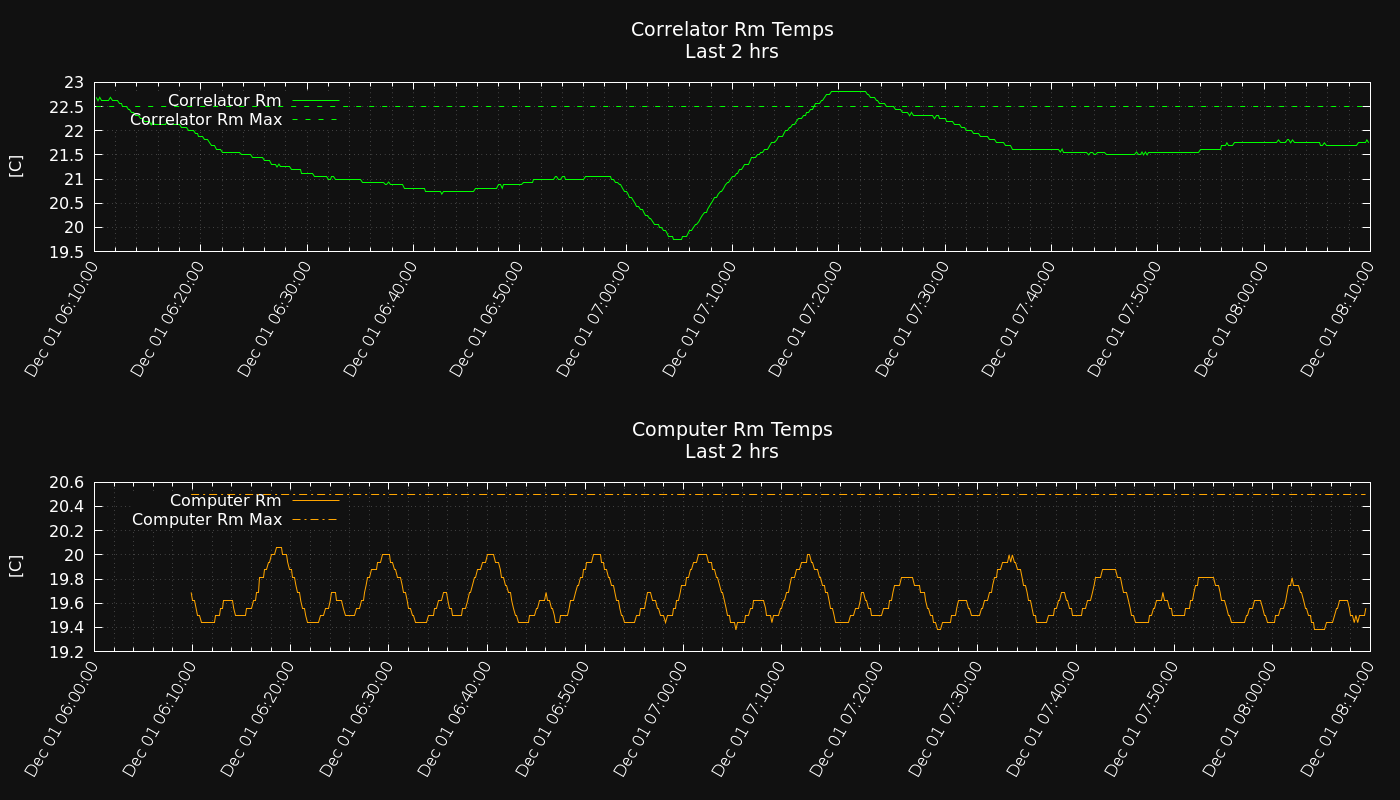 Correlator Rm Temps
Last 2 hrs
23
22.5
22
21.5
21
20.5
20
19.5
[C]
Correlator Rm
Correlator Rm Max
Dec 01 06:10:00
Dec 01 06:20:00
Dec 01 06:30:00
Dec 01 06:40:00
Dec 01 06:50:00
Dec 01 07:00:00
Dec 01 07:10:00
Dec 01 07:20:00
Dec 01 07:30:00
Dec 01 07:40:00
Dec 01 07:50:00
Dec 01 08:00:00
Dec 01 08:10:00
Computer Rm Temps
Last 2 hrs
20.6
20.4
20.2
20
19.8
19.6
19.4
19.2
[C]
Computer Rm
Computer Rm Max
Dec 01 06:00:00
Dec 01 06:10:00
Dec 01 06:20:00
Dec 01 06:30:00
Dec 01 06:40:00
Dec 01 06:50:00
Dec 01 07:00:00
Dec 01 07:10:00
Dec 01 07:20:00
Dec 01 07:30:00
Dec 01 07:40:00
Dec 01 07:50:00
Dec 01 08:00:00
Dec 01 08:10:00